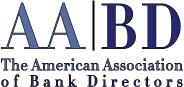 AA|BD
The American Association
of Bank Directors